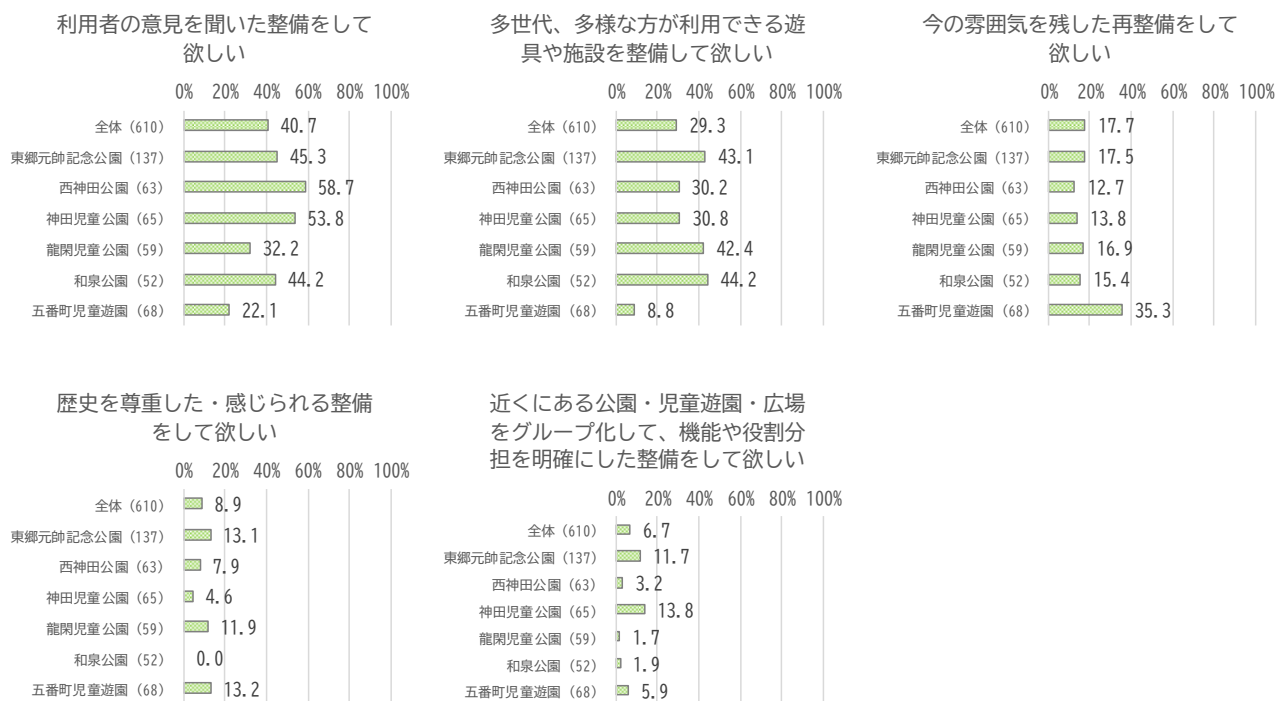 利用者の意見を聞いた整備をして
欲しい
0% 20% 40% 60% 80% 100%
全体（610） 40.7
東郷元帥記念公園（137） 45.3
西神田公園（63） 58.7
神田児童公園（65） 53.8
龍閑児童公園（59） 32.2
和泉公園（52） 44.2
五番町児童遊園（68） 22.1
多世代、多様な方が利用できる遊
具や施設を整備して欲しい
0% 20% 40% 60% 80% 100%
全体（610） 29.3
東郷元帥記念公園（137） 43.1
西神田公園（63） 30.2
神田児童公園（65） 30.8
龍閑児童公園（59） 42.4
和泉公園（52） 44.2
五番町児童遊園（68） 8.8
今の雰囲気を残した再整備をして
欲しい
0% 20% 40% 60% 80% 100%
全体（610） 17.7
東郷元帥記念公園（137） 17.5
西神田公園（63） 12.7
神田児童公園（65） 13.8
龍閑児童公園（59） 16.9
和泉公園（52） 15.4
五番町児童遊園（68） 35.3
歴史を尊重した・感じられる整備
をして欲しい
0% 20% 40% 60% 80% 100%
全体（610） 8.9
東郷元帥記念公園（137） 13.1
西神田公園（63） 7.9
神田児童公園（65） 4.6
龍閑児童公園（59） 11.9
和泉公園（52） 0.0
五番町児童遊園（68） 13.2
近くにある公園・児童遊園・広場
をグループ化して、機能や役割分
担を明確にした整備をして欲しい
0% 20% 40% 60% 80% 100%
全体（610） 6.7
東郷元帥記念公園（137） 11.7
西神田公園（63） 3.2
神田児童公園（65） 13.8
龍閑児童公園（59） 1.7
和泉公園（52） 1.9
五番町児童遊園（68） 5.9